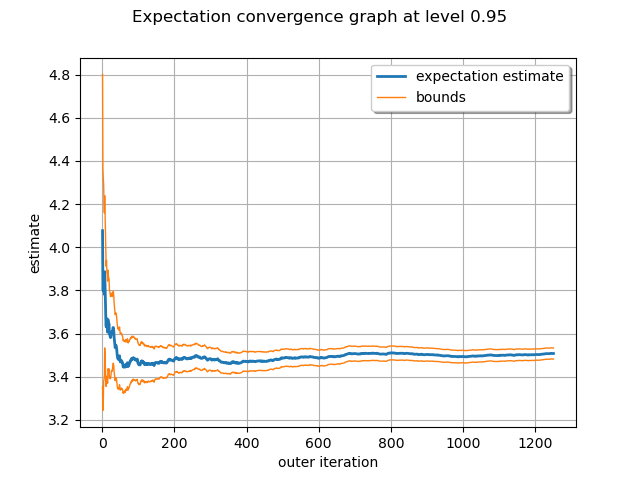 Expectation convergence graph at level 0.95
expectation estimate
bounds
estimate
4.8
4.6
4.4
4.2
4.0
3.8
3.6
3.4
3.2
0 200 400 600 800 1000 1200
outer iteration